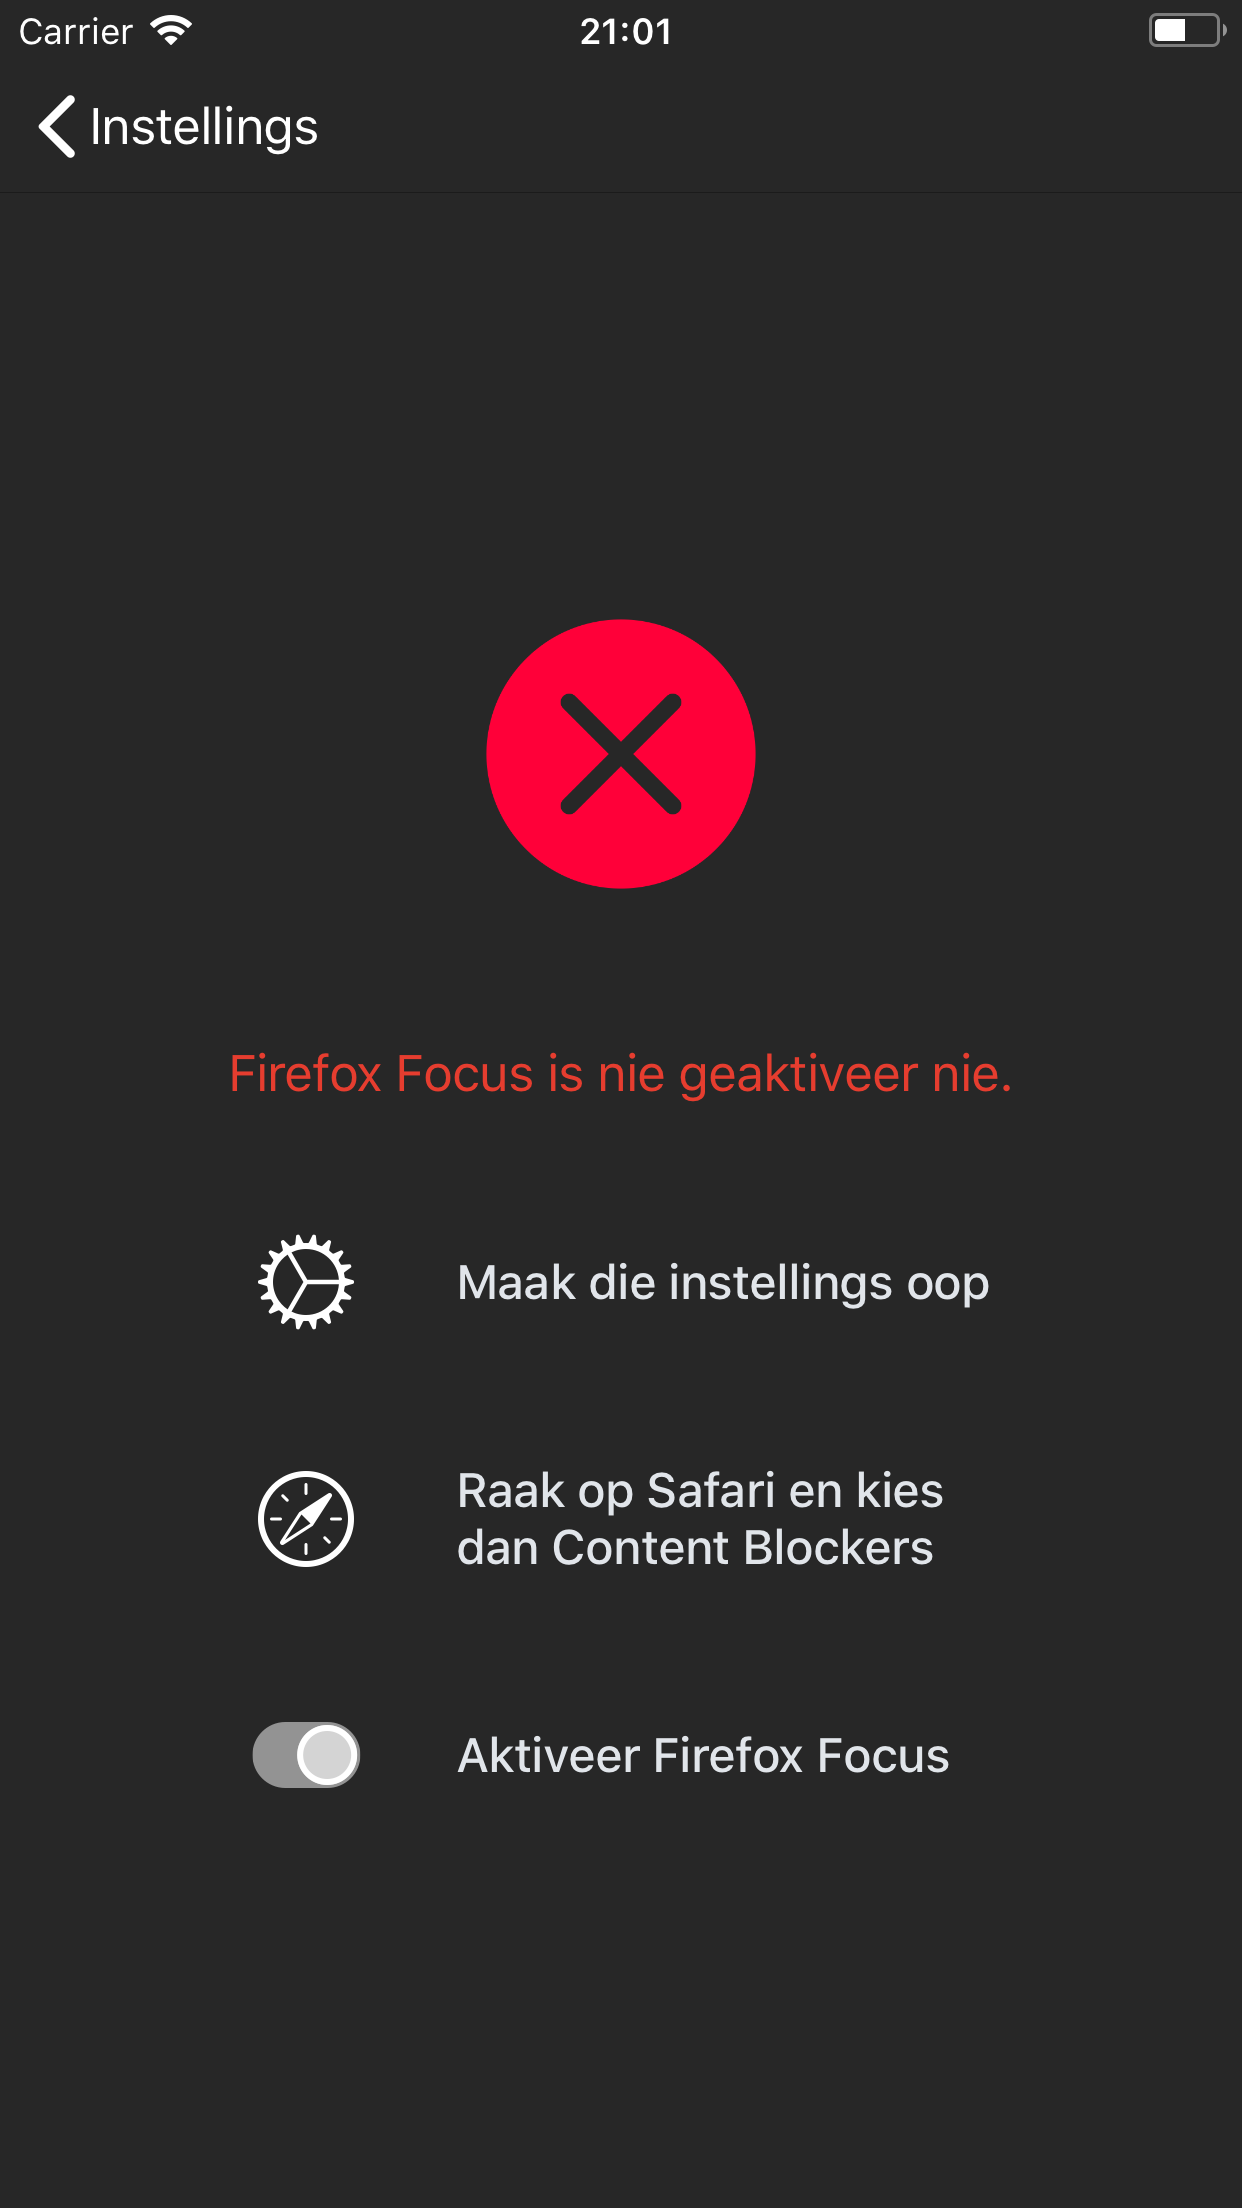 Carrier
21:01
Instellings
Firefox Focus is nie geaktiveer nie.
Maak die instellings oop
Raak op Safari en kies
dan Content Blockers
Aktiveer Firefox Focus